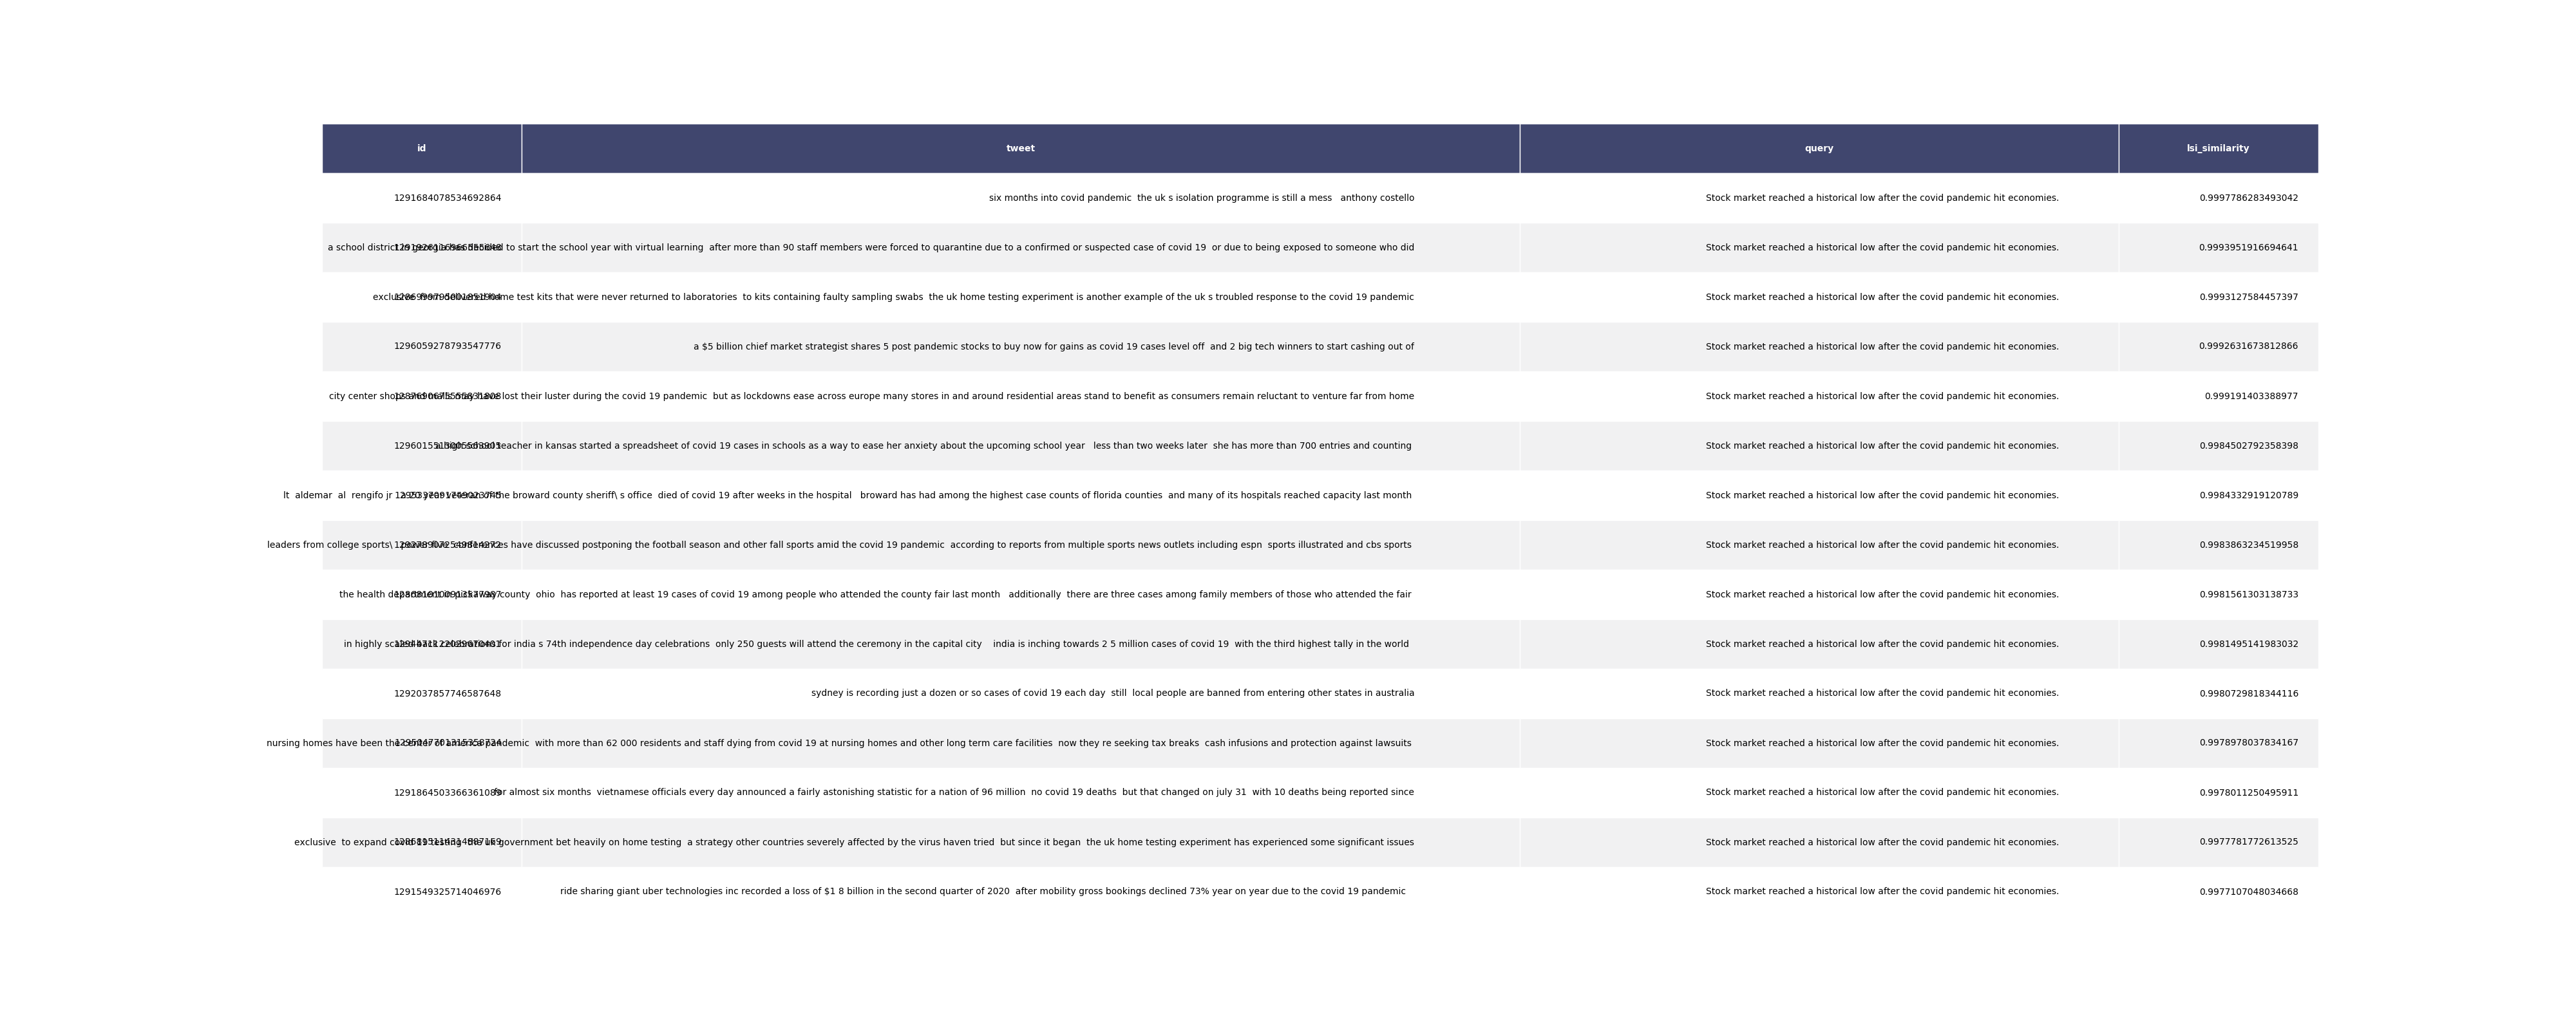 id tweet query lsi_similarity
1291684078534692864 six months into covid pandemic the uk s isolation programme is still a mess anthony costello Stock market reached a historical low after the covid pandemic hit economies. 0.9997786283493042
a school district in georgia has decided to start the school year with virtual learning after more than 90 staff members were forced to quarantine due to a confirmed or suspected case of covid 19 or due to being exposed to someone who did Stock market reached a historical low after the covid pandemic hit economies. 0.9993951916694641
exclusive from delivered home test kits that were never returned to laboratories to kits containing faulty sampling swabs the uk home testing experiment is another example of the uk s troubled response to the covid 19 pandemic Stock market reached a historical low after the covid pandemic hit economies. 0.9993127584457397
1296059278793547776 a $5 billion chief market strategist shares 5 post pandemic stocks to buy now for gains as covid 19 cases level off and 2 big tech winners to start cashing out of Stock market reached a historical low after the covid pandemic hit economies. 0.9992631673812866
city center shops and malls may have lost their luster during the covid 19 pandemic but as lockdowns ease across europe many stores in and around residential areas stand to benefit as consumers remain reluctant to venture far from home Stock market reached a historical low after the covid pandemic hit economies. 0.999191403388977
a high school teacher in kansas started a spreadsheet of covid 19 cases in schools as a way to ease her anxiety about the upcoming school year less than two weeks later she has more than 700 entries and counting Stock market reached a historical low after the covid pandemic hit economies. 0.9984502792358398
lt aldemar al rengifo jr a 20 year veteran of the broward county sheriff\ s office died of covid 19 after weeks in the hospital broward has had among the highest case counts of florida counties and many of its hospitals reached capacity last month Stock market reached a historical low after the covid pandemic hit economies. 0.9984332919120789
leaders from college sports\ power five conferences have discussed postponing the football season and other fall sports amid the covid 19 pandemic according to reports from multiple sports news outlets including espn sports illustrated and cbs sports Stock market reached a historical low after the covid pandemic hit economies. 0.9983863234519958
the health department in pickaway county ohio has reported at least 19 cases of covid 19 among people who attended the county fair last month additionally there are three cases among family members of those who attended the fair Stock market reached a historical low after the covid pandemic hit economies. 0.9981561303138733
in highly scaled back celebrations for india s 74th independence day celebrations only 250 guests will attend the ceremony in the capital city india is inching towards 2 5 million cases of covid 19 with the third highest tally in the world Stock market reached a historical low after the covid pandemic hit economies. 0.9981495141983032
1292037857746587648 sydney is recording just a dozen or so cases of covid 19 each day still local people are banned from entering other states in australia Stock market reached a historical low after the covid pandemic hit economies. 0.9980729818344116
nursing homes have been the center of america pandemic with more than 62 000 residents and staff dying from covid 19 at nursing homes and other long term care facilities now they re seeking tax breaks cash infusions and protection against lawsuits Stock market reached a historical low after the covid pandemic hit economies. 0.9978978037834167
1291864503366361089 for almost six months vietnamese officials every day announced a fairly astonishing statistic for a nation of 96 million no covid 19 deaths but that changed on july 31 with 10 deaths being reported since Stock market reached a historical low after the covid pandemic hit economies. 0.9978011250495911
exclusive to expand covid 19 testing the uk government bet heavily on home testing a strategy other countries severely affected by the virus haven tried but since it began the uk home testing experiment has experienced some significant issues Stock market reached a historical low after the covid pandemic hit economies. 0.9977781772613525
1291549325714046976 ride sharing giant uber technologies inc recorded a loss of $1 8 billion in the second quarter of 2020 after mobility gross bookings declined 73% year on year due to the covid 19 pandemic Stock market reached a historical low after the covid pandemic hit economies. 0.9977107048034668